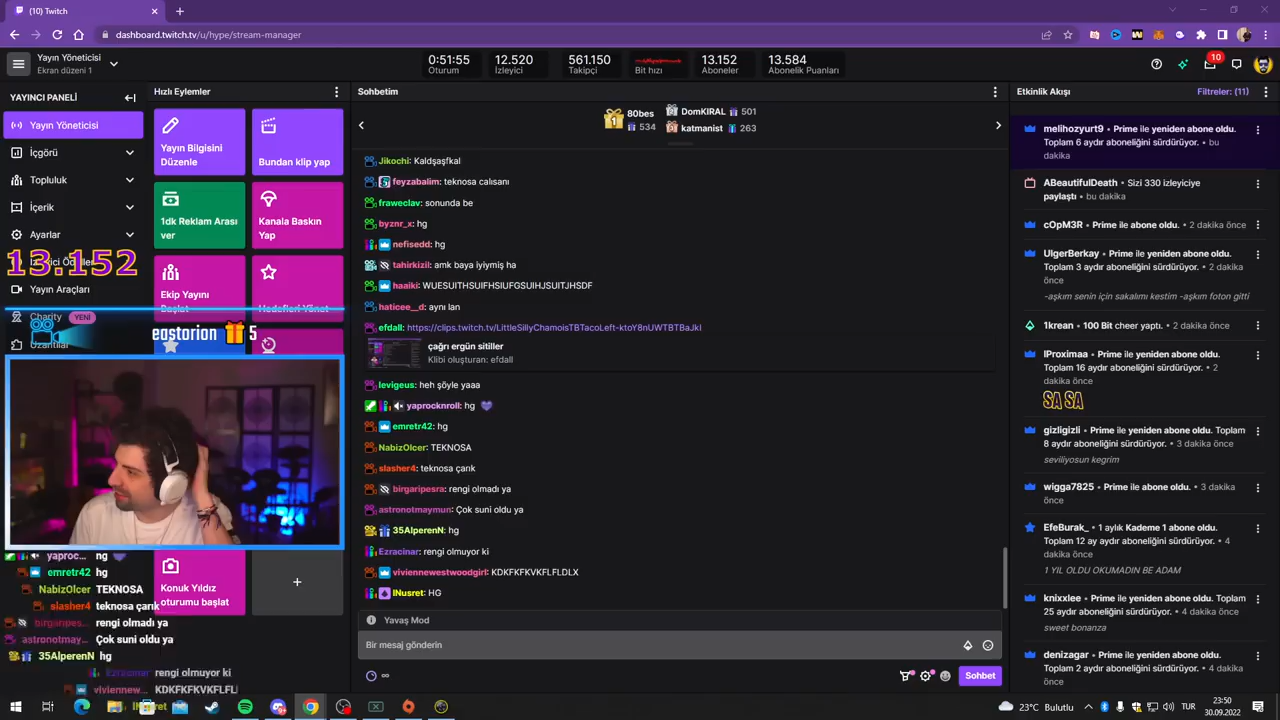 (10) Twitch
dashboard.twitch.tv/u/hype/stream-manager
Yayın Yöneticisi
Ekran düzeni 1
0:51:55
Oturum
12.520
İzleyici
561.150
Takipçi
Bit hızı
13.152
Aboneler
13.584
Abonelik Puanları
10
YAYINCI PANELİ
Yayın Yöneticisi
İçgörü
Topluluk
İçerik
Ayarlar
13.152
Yayın Araçları
Charity YENİ
Uzantılar
eastorion 5
Hızlı Eylemler
Yayın Bilgisini
Düzenle
Bundan klip yap
1dk Reklam Arası
ver
Kanala Baskın
Yap
Ekip Yayını
Başlat
Hedefleri Yönet
Konuk Yıldız
oturumu başlat
yaproc... hg
emretr42 hg
NabizOlcer TEKNOSA
slasher4 teknosa çarık
birgaripes... rengi olmadı ya
astronotmaymun Çok suni oldu ya
35AlperenN hg
Ezracinar rengi olmuyor ki
viviennew... KDKFKFKVKFLFL
Sohbetim
1
80bes
534
2
DomKIRAL 501
3
katmanist 263
Jikochi: Kaldşaşfkal
feyzabalim: teknosa calısanı
fraweclav: sonunda be
byznr_x: hg
nefisedd: hg
tahirkizil: amk baya iyiymiş ha
haaiki: WUESUITHSUIFHSIUFGSUIHJSUITJHSDF
haticee__d: aynı lan
efdall: https://clips.twitch.tv/LittleSillyChamoisTBTacoLeft-ktoY8nUWTBTBaJkI
çağrı ergün sitiller
Klibi oluşturan: efdall
levigeus: heh şöyle yaaa
yaprocknroll: hg
emretr42: hg
NabizOlcer: TEKNOSA
slasher4: teknosa çarık
birgaripesra: rengi olmadı ya
astronotmaymun: Çok suni oldu ya
35AlperenN: hg
Ezracinar: rengi olmuyor ki
viviennewestwoodgirl: KDKFKFKVKFLFLDLX
INusret: HG
Yavaş Mod
Bir mesaj gönderin
Sohbet
Etkinlik Akışı
Filtreler: (11)
melihozyurt9 • Prime ile yeniden abone oldu.
Toplam 6 aydır aboneliğini sürdürüyor. • bu
dakika
ABeautifulDeath • Sizi 330 izleyiciye
paylaştı • bu dakika
cOpM3R • Prime ile abone oldu. • 2 dakika önce
UlgerBerkay • Prime ile yeniden abone oldu.
Toplam 3 aydır aboneliğini sürdürüyor. • 2 dakika
önce
-aşkım senin için sakalımı kestim -aşkım foton gitti
1krean • 100 Bit cheer yaptı. • 2 dakika önce
IProximaa • Prime ile yeniden abone oldu.
Toplam 16 aydır aboneliğini sürdürüyor. • 2
dakika önce
SA SA
gizligizli • Prime ile yeniden abone oldu. Toplam
8 aydır aboneliğini sürdürüyor. • 3 dakika önce
seviliyosun kegrim
wigga7825 • Prime ile abone oldu. • 3 dakika
önce
EfeBurak_ • 1 aylık Kademe 1 abone oldu.
Toplam 12 ay aydır aboneliğini sürdürüyor. • 4
dakika önce
1 YIL OLDU OKUMADIN BE ADAM
knixxlee • Prime ile yeniden abone oldu. Toplam
25 aydır aboneliğini sürdürüyor. • 4 dakika önce
sweet bonanza
denizagar • Prime ile yeniden abone oldu. Toplam
2 aydır aboneliğini sürdürüyor. • 4 dakika
önce
23°C Bulutlu
TUR
23:50
30.09.2022